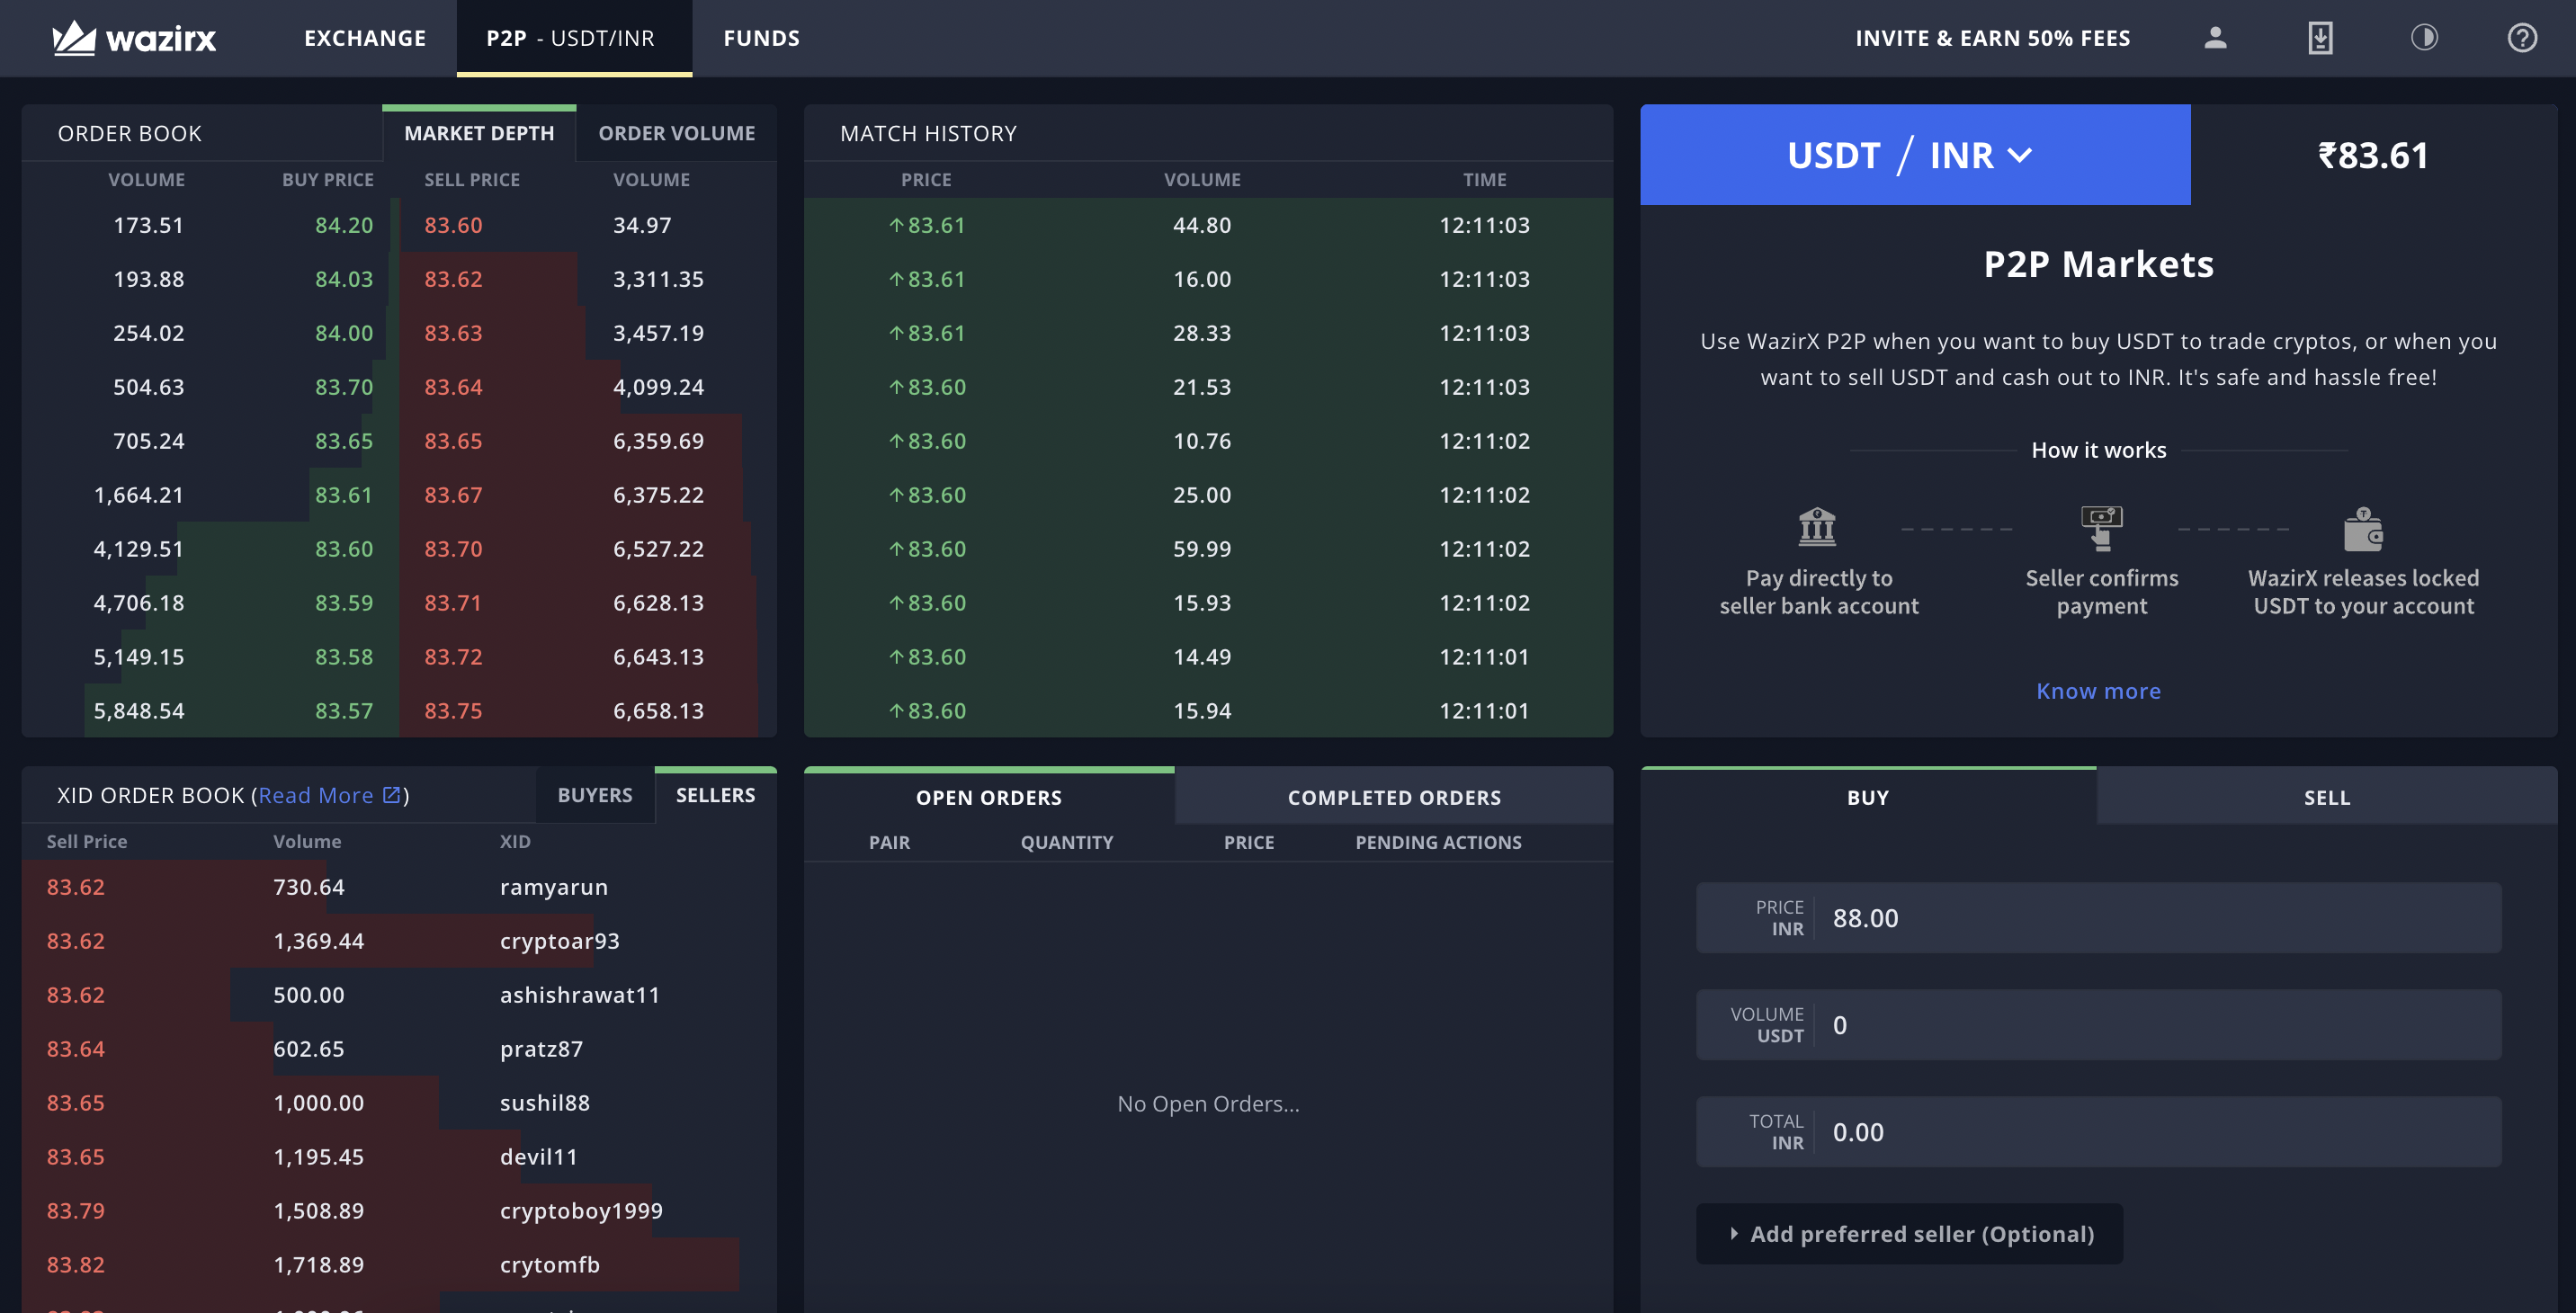 wazirx EXCHANGE P2P - USDT/INR FUNDS INVITE & EARN 50% FEES
ORDER BOOK MARKET DEPTH ORDER VOLUME
VOLUME BUY PRICE SELL PRICE VOLUME
173.51 84.20 83.60 34.97
193.88 84.03 83.62 3,311.35
254.02 84.00 83.63 3,457.19
504.63 83.70 83.64 4,099.24
705.24 83.65 83.65 6,359.69
1,664.21 83.61 83.67 6,375.22
4,129.51 83.60 83.70 6,527.22
4,706.18 83.59 83.71 6,628.13
5,149.15 83.58 83.72 6,643.13
5,848.54 83.57 83.75 6,658.13
MATCH HISTORY
PRICE VOLUME TIME
↑83.61 44.80 12:11:03
↑83.61 16.00 12:11:03
↑83.61 28.33 12:11:03
↑83.60 21.53 12:11:03
↑83.60 10.76 12:11:02
↑83.60 25.00 12:11:02
↑83.60 59.99 12:11:02
↑83.60 15.93 12:11:02
↑83.60 14.49 12:11:01
↑83.60 15.94 12:11:01
USDT / INR ₹83.61
P2P Markets
Use WazirX P2P when you want to buy USDT to trade cryptos, or when you
want to sell USDT and cash out to INR. It's safe and hassle free!
How it works
Pay directly to
seller bank account
Seller confirms
payment
WazirX releases locked
USDT to your account
Know more
XID ORDER BOOK (Read More) BUYERS SELLERS
Sell Price Volume XID
83.62 730.64 ramyarun
83.62 1,369.44 cryptoar93
83.62 500.00 ashishrawat11
83.64 602.65 pratz87
83.65 1,000.00 sushil88
83.65 1,195.45 devil11
83.79 1,508.89 cryptoboy1999
83.82 1,718.89 crytomfb
OPEN ORDERS COMPLETED ORDERS
PAIR QUANTITY PRICE PENDING ACTIONS
No Open Orders...
BUY SELL
PRICE
INR 88.00
VOLUME
USDT 0
TOTAL
INR 0.00
Add preferred seller (Optional)